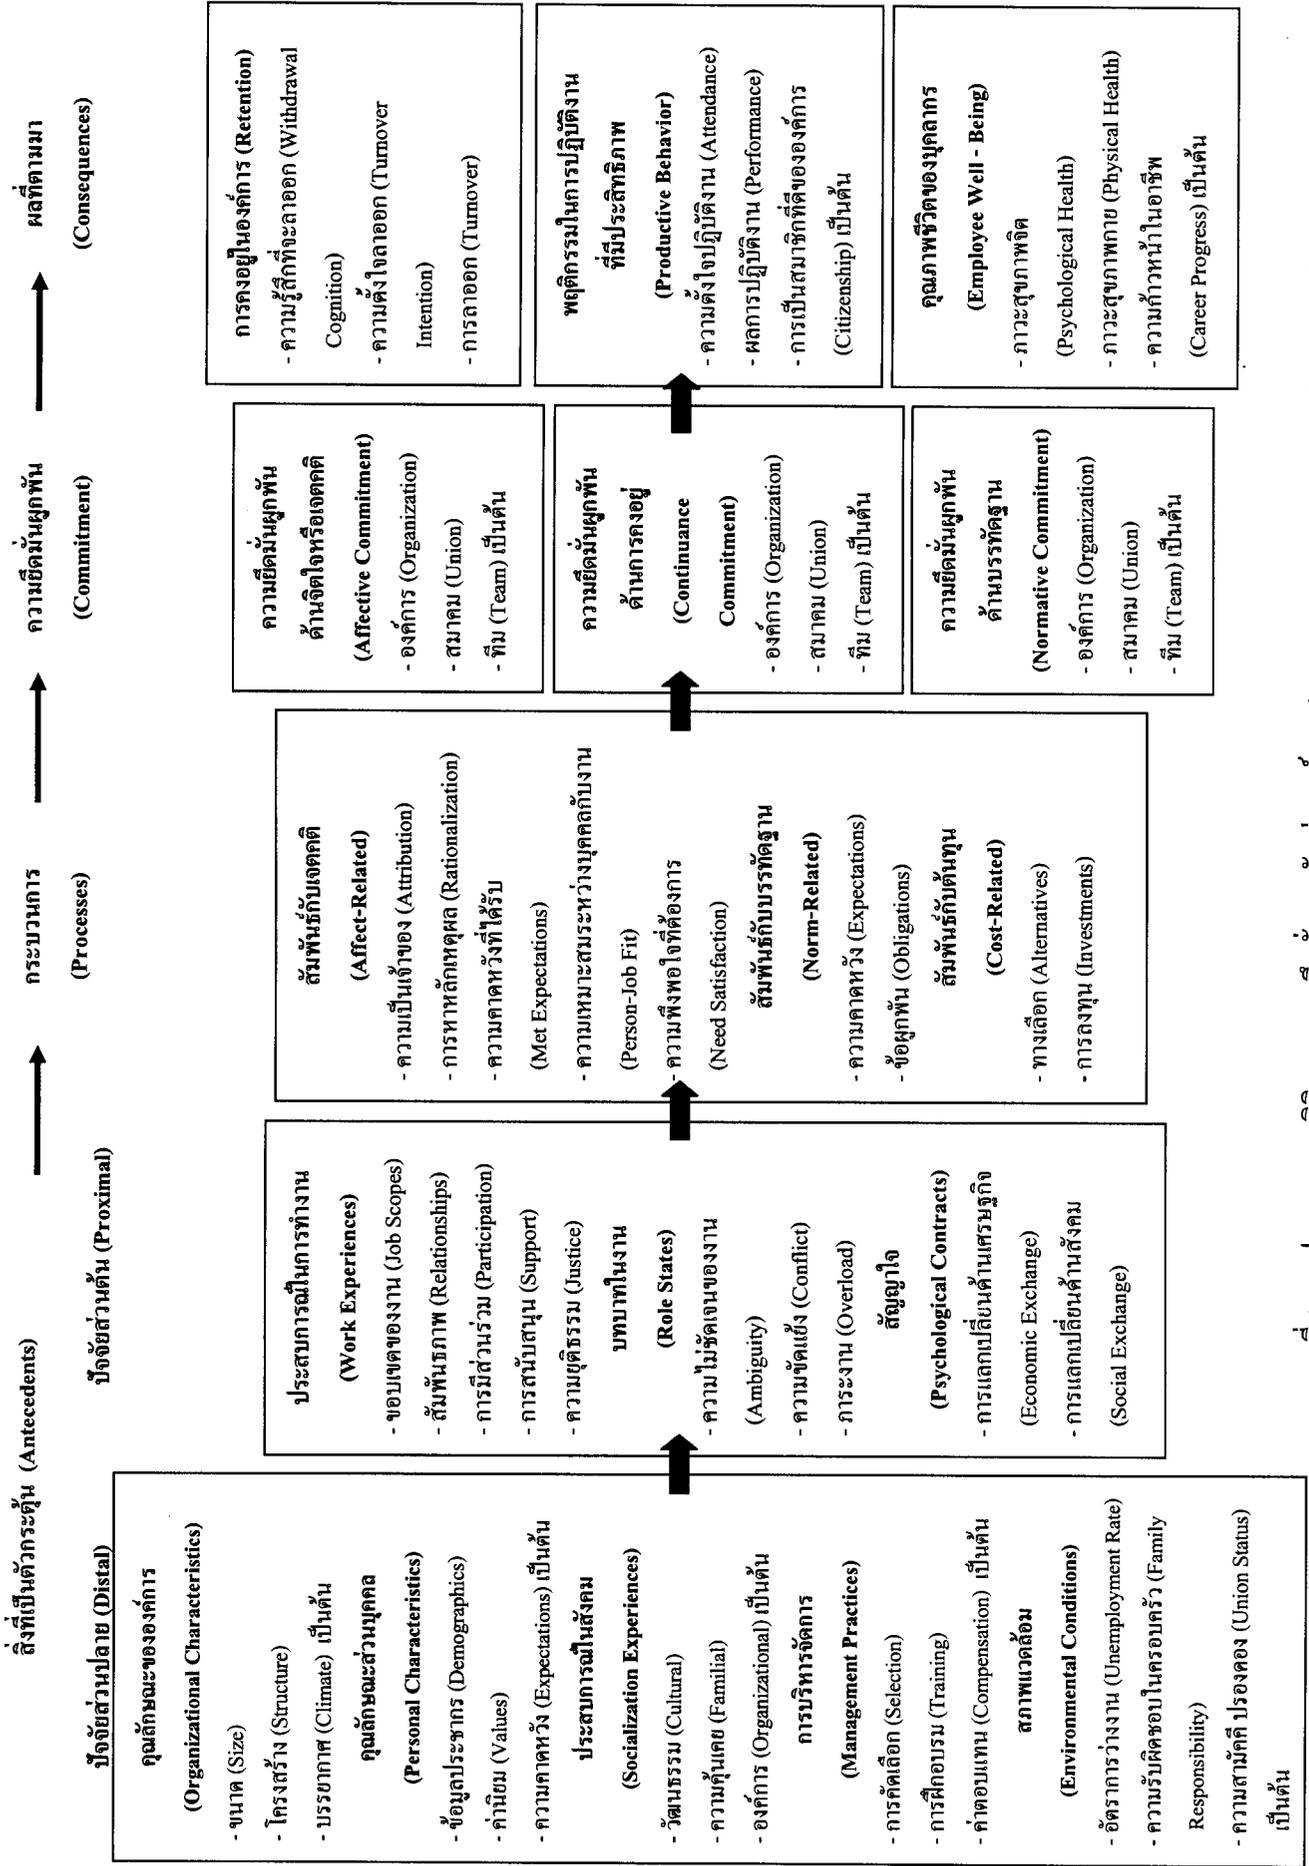 สิ่งที่เป็นตัวกระตุ้น (Antecedents)
กระบวนการ
(Processes)
ความยึดมั่นผูกพัน
(Commitment)
ผลที่ตามมา
(Consequences)
ปัจจัยส่วนปลาย (Distal)
ปัจจัยส่วนต้น (Proximal)
คุณลักษณะขององค์การ
(Organizational Characteristics)
- ขนาด (Size)
- โครงสร้าง (Structure)
- บรรยากาศ (Climate) เป็นต้น
คุณลักษณะส่วนบุคคล
(Personal Characteristics)
- ข้อมูลประชากร (Demographics)
- ค่านิยม (Values)
- ความคาดหวัง (Expectations) เป็นต้น
ประสบการณ์ในสังคม
(Socialization Experiences)
- วัฒนธรรม (Cultural)
- ความคุ้นเคย (Familial)
- องค์การ (Organizational) เป็นต้น
การบริหารจัดการ
(Management Practices)
- การคัดเลือก (Selection)
- การฝึกอบรม (Training)
- ค่าตอบแทน (Compensation) เป็นต้น
สภาพแวดล้อม
(Environmental Conditions)
- อัตราการว่างงาน (Unemployment Rate)
- ความรับผิดชอบในครอบครัว (Family
Responsibility)
- ความสามัคคี ปรองดอง (Union Status)
เป็นต้น
ประสบการณ์ในการทำงาน
(Work Experiences)
- ขอบเขตของงาน (Job Scopes)
- สัมพันธภาพ (Relationships)
- การมีส่วนร่วม (Participation)
- การสนับสนุน (Support)
- ความยุติธรรม (Justice)
บทบาทในงาน
(Role States)
- ความไม่ชัดเจนของงาน
(Ambiguity)
- ความขัดแย้ง (Conflict)
- ภาระงาน (Overload)
สัญญาใจ
(Psychological Contracts)
- การแลกเปลี่ยนด้านเศรษฐกิจ
(Economic Exchange)
- การแลกเปลี่ยนด้านสังคม
(Social Exchange)
สัมพันธ์กับเจตคติ
(Affect-Related)
- ความเป็นเจ้าของ (Attribution)
- การหาหลักเหตุผล (Rationalization)
- ความคาดหวังที่ได้รับ
(Met Expectations)
- ความเหมาะสมระหว่างบุคคลกับงาน
(Person-Job Fit)
- ความพึงพอใจที่ต้องการ
(Need Satisfaction)
สัมพันธ์กับบรรทัดฐาน
(Norm-Related)
- ความคาดหวัง (Expectations)
- ข้อผูกพัน (Obligations)
สัมพันธ์กับต้นทุน
(Cost-Related)
- ทางเลือก (Alternatives)
- การลงทุน (Investments)
ความยึดมั่นผูกพัน
ด้านจิตใจหรือเจตคติ
(Affective Commitment)
- องค์การ (Organization)
- สมาคม (Union)
- ทีม (Team) เป็นต้น
ความยึดมั่นผูกพัน
ด้านการคงอยู่
(Continuance
Commitment)
- องค์การ (Organization)
- สมาคม (Union)
- ทีม (Team) เป็นต้น
ความยึดมั่นผูกพัน
ด้านบรรทัดฐาน
(Normative Commitment)
- องค์การ (Organization)
- สมาคม (Union)
- ทีม (Team) เป็นต้น
การคงอยู่ในองค์การ (Retention)
- ความรู้สึกที่จะลาออก (Withdrawal
Cognition)
- ความตั้งใจลาออก (Turnover
Intention)
- การลาออก (Turnover)
พฤติกรรมในการปฏิบัติงาน
ที่มีประสิทธิภาพ
(Productive Behavior)
- ความตั้งใจปฏิบัติงาน (Attendance)
- ผลการปฏิบัติงาน (Performance)
- การเป็นสมาชิกที่ดีขององค์การ
(Citizenship) เป็นต้น
คุณภาพชีวิตของบุคลากร
(Employee Well - Being)
- ภาวะสุขภาพจิต
(Psychological Health)
- ภาวะสุขภาพกาย (Physical Health)
- ความก้าวหน้าในอาชีพ
(Career Progress) เป็นต้น